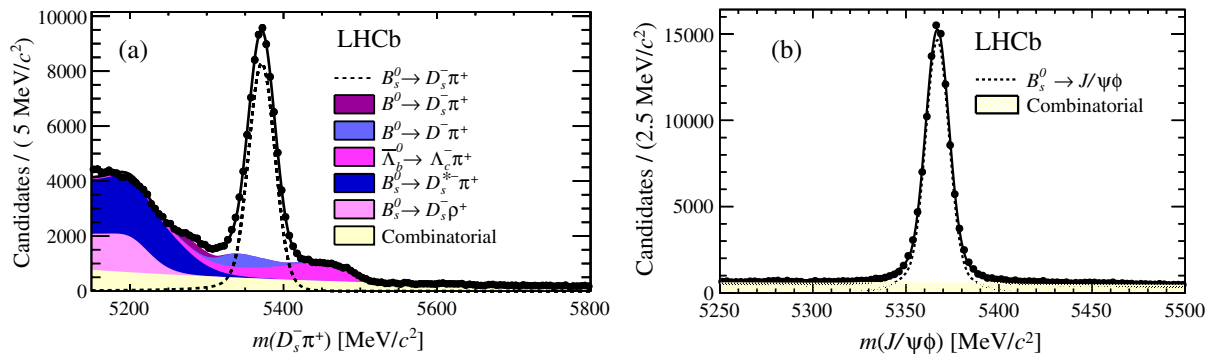 Candidates / ( 5 MeV/c²)
10000
8000
6000
4000
2000
0
(a)
LHCb
B⁰ₛ→ D⁻ₛπ⁺
B⁰→ D⁻ₛπ⁺
B⁰→ D⁻π⁺
Λ̄⁰_b→ Λ⁻_cπ⁺
B⁰ₛ→ D*⁻ₛπ⁺
B⁰ₛ→ D⁻ₛρ⁺
Combinatorial
5200 5400 5600 5800
m(D⁻ₛπ⁺) [MeV/c²]
Candidates / (2.5 MeV/c²)
15000
10000
5000
0
(b)
LHCb
B⁰ₛ → J/ψϕ
Combinatorial
5250 5300 5350 5400 5450 5500
m(J/ψϕ) [MeV/c²]